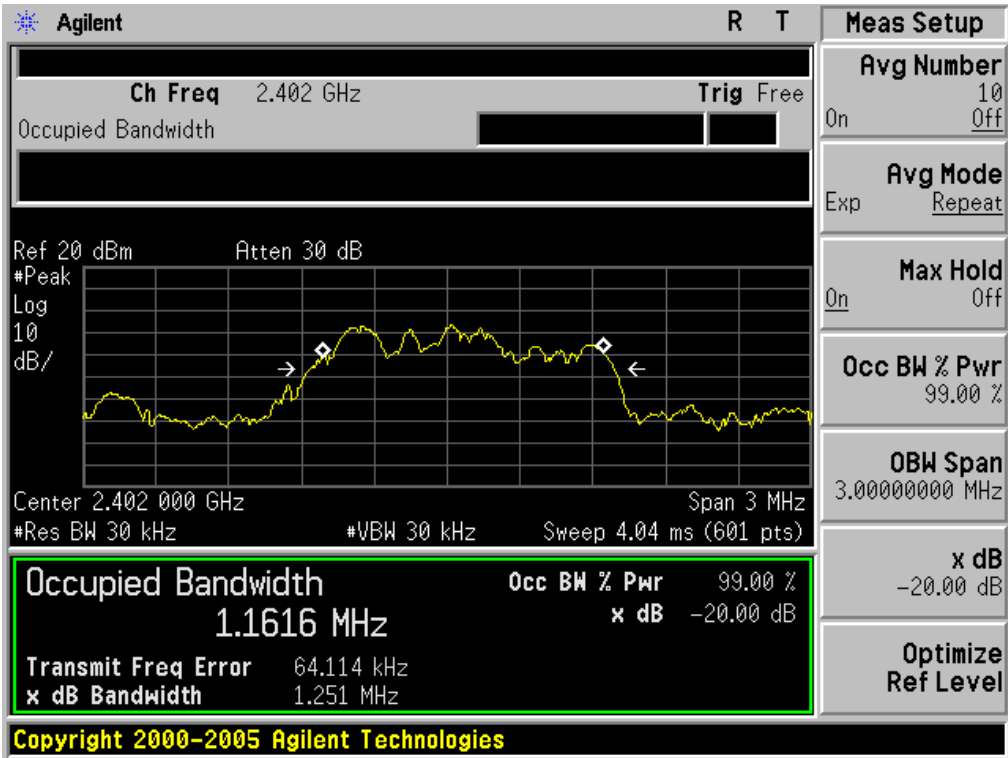 Agilent R T
Ch Freq 2.402 GHz Trig Free
Occupied Bandwidth
Ref 20 dBm Atten 30 dB
#Peak
Log
10
dB/
Center 2.402 000 GHz Span 3 MHz
#Res BW 30 kHz #VBW 30 kHz Sweep 4.04 ms (601 pts)
Occupied Bandwidth Occ BW % Pwr 99.00 %
1.1616 MHz x dB -20.00 dB
Transmit Freq Error 64.114 kHz
x dB Bandwidth 1.251 MHz
Copyright 2000-2005 Agilent Technologies
Meas Setup
Avg Number
10
On Off
Avg Mode
Exp Repeat
Max Hold
On Off
Occ BW % Pwr
99.00 %
OBW Span
3.00000000 MHz
x dB
-20.00 dB
Optimize
Ref Level